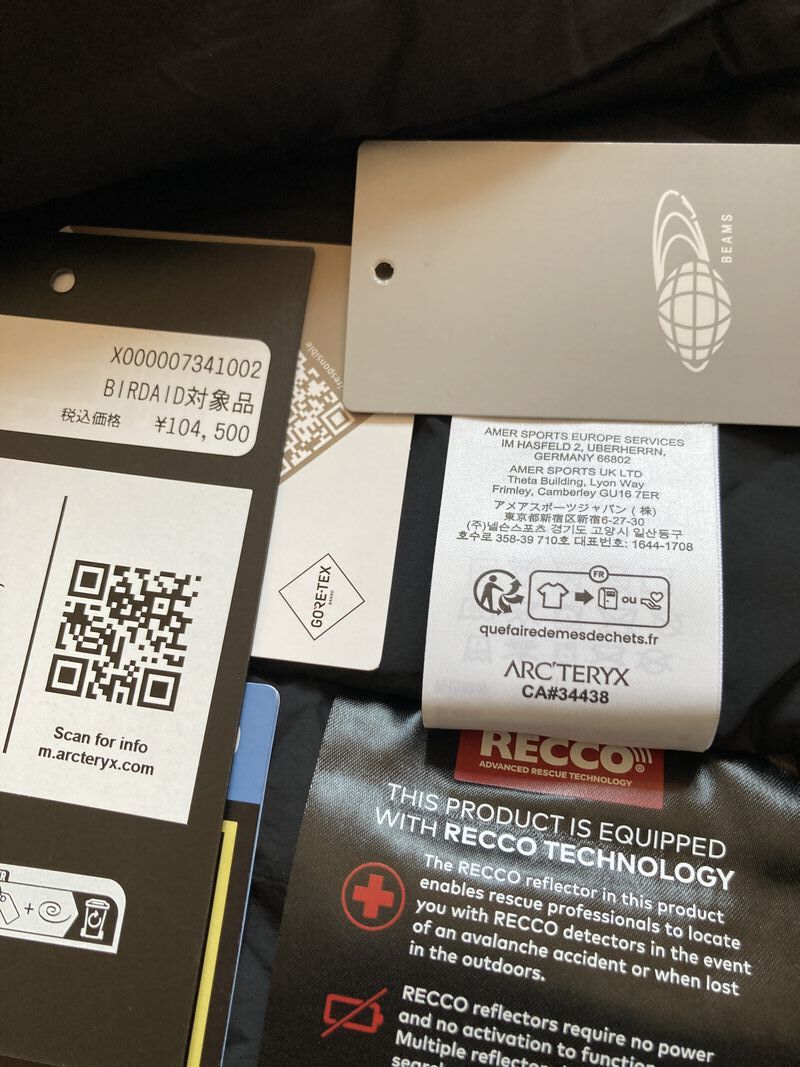 BEAMS
X000007341002
BIRDAID対象品
税込価格 ¥104,500
responsible
GORE-TEX
BRAND
Scan for info
m.arcteryx.com
AMER SPORTS EUROPE SERVICES
IM HASFELD 2, UBERHERRN,
GERMANY 66802
AMER SPORTS UK LTD
Theta Building, Lyon Way
Frimley, Camberley GU16 7ER
アメアスポーツジャパン (株)
東京都新宿区新宿6-27-30
(주)넬슨스포츠 경기도 고양시 일산동구
호수로 358-39 710호 대표번호: 1644-1708
FR
ou
quefairedemesdechets.fr
ARC'TERYX
CA#34438
RECCO®
ADVANCED RESCUE TECHNOLOGY
THIS PRODUCT IS EQUIPPED
WITH RECCO TECHNOLOGY
The RECCO reflector in this product
enables rescue professionals to locate
you with RECCO detectors in the event
of an avalanche accident or when lost
in the outdoors.
RECCO reflectors require no power
and no activation to function.
Multiple reflector